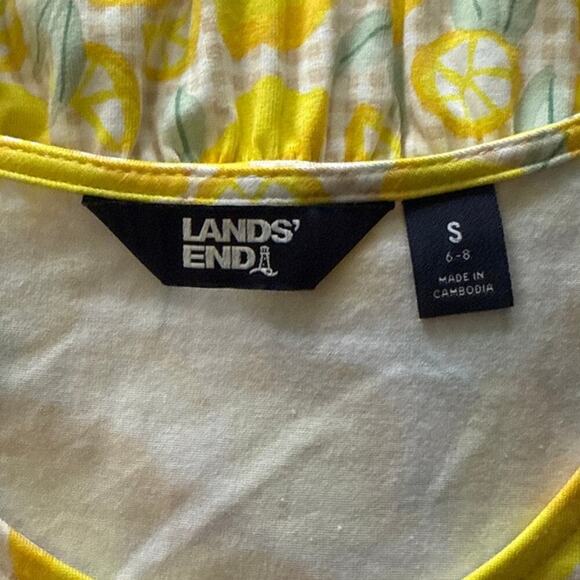 LANDS'
END
S
6-8
MADE IN
CAMBODIA